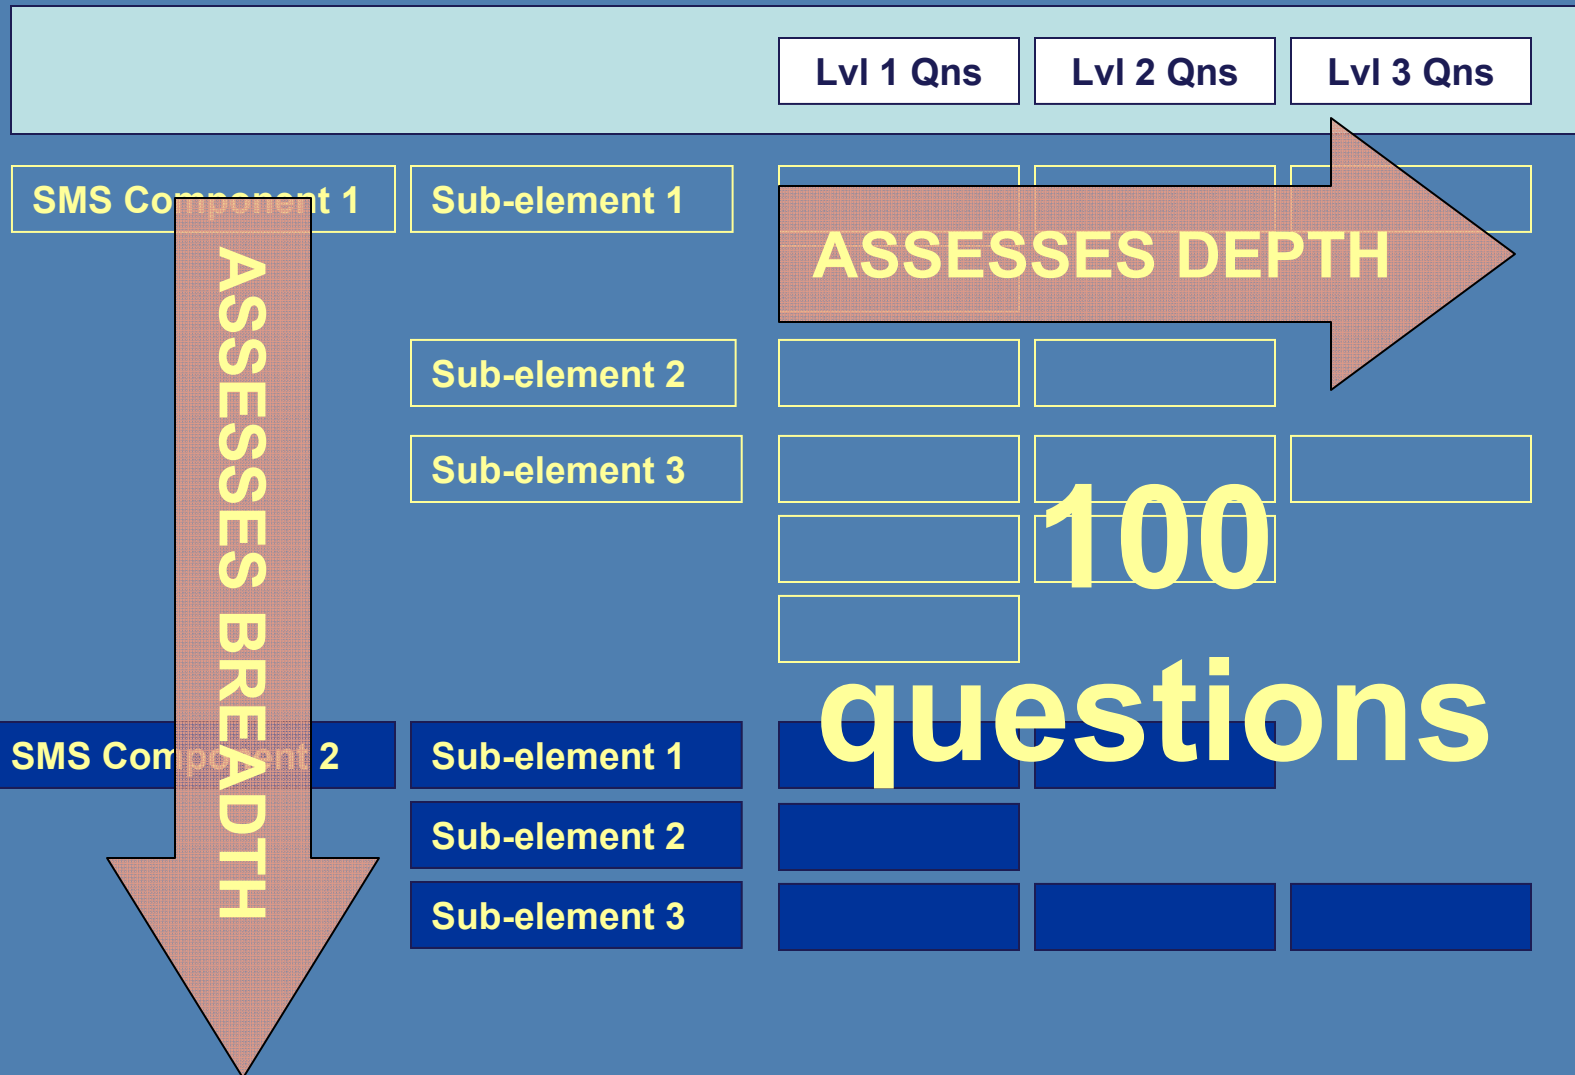 Lvl 1 Qns
Lvl 2 Qns
Lvl 3 Qns
SMS Component 1
Sub-element 1
ASSESSES DEPTH
ASSESSES BREADTH
Sub-element 2
Sub-element 3
100
questions
SMS Component 2
Sub-element 1
Sub-element 2
Sub-element 3